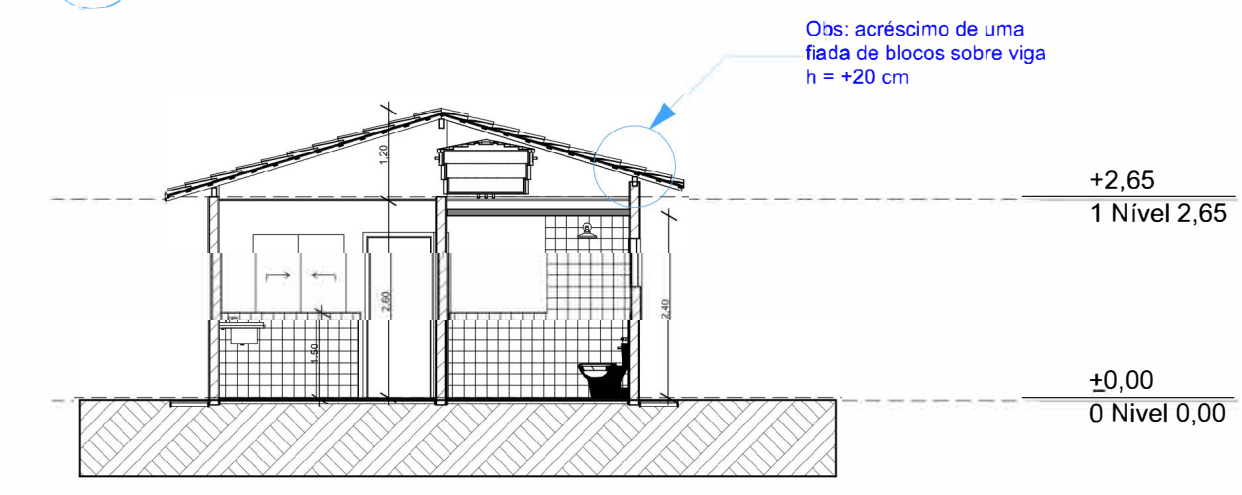 Obs: acréscimo de uma
fiada de blocos sobre viga
h = +20 cm
1,20
+2,65
1 Nível 2,65
2,60
2,40
1,50
±0,00
0 Nivel 0,00